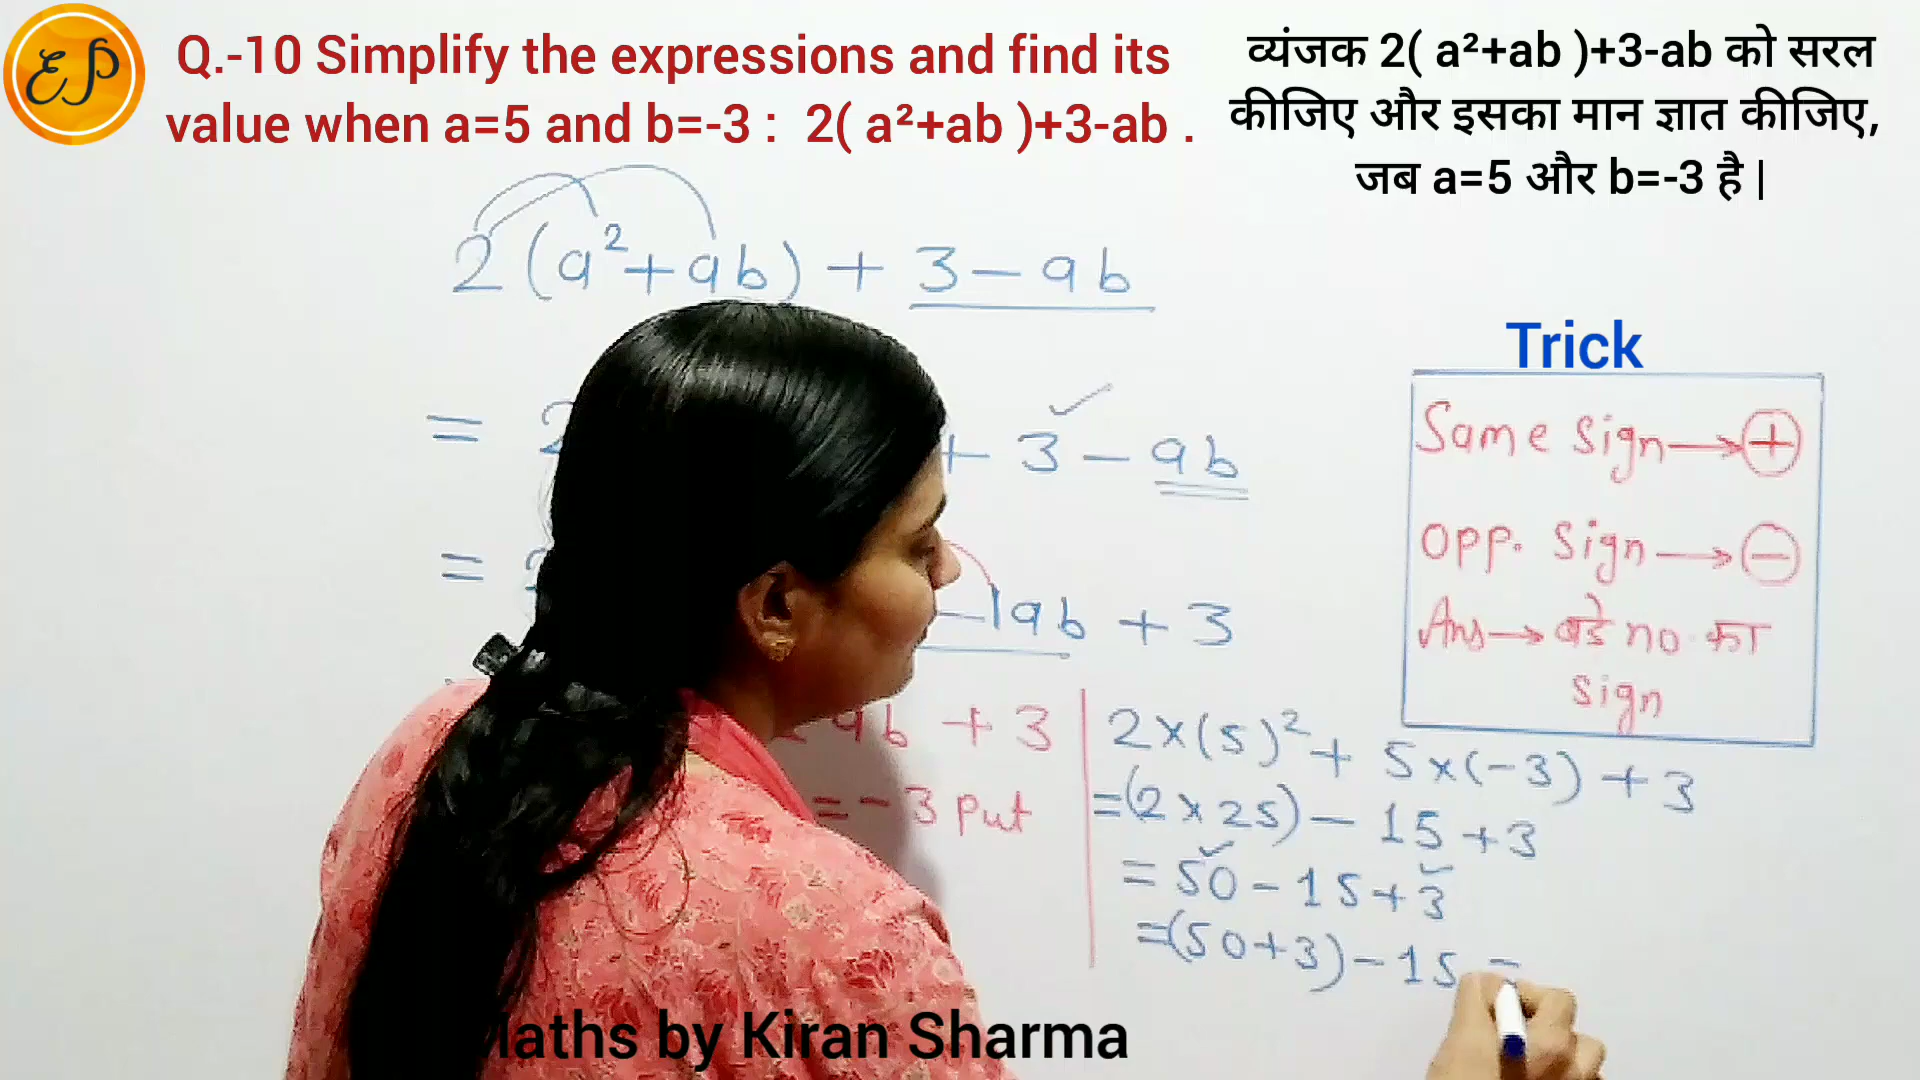 EP
Q.-10 Simplify the expressions and find its
value when a=5 and b=-3 : 2( a²+ab )+3-ab .
व्यंजक 2( a²+ab )+3-ab को सरल
कीजिए और इसका मान ज्ञात कीजिए,
जब a=5 और b=-3 है |
2(a²+ab) + 3-ab
= 2 + 3 - ab
= -1ab + 3
ab + 3
= -3 Put
Trick
Same sign→+
Opp. Sign→-
Ans→ बड़े no. का
sign
2×(5)²+ 5×(-3) + 3
=(2×25) - 15 + 3
= 50 - 15 + 3
=(50+3) - 15 =
Maths by Kiran Sharma